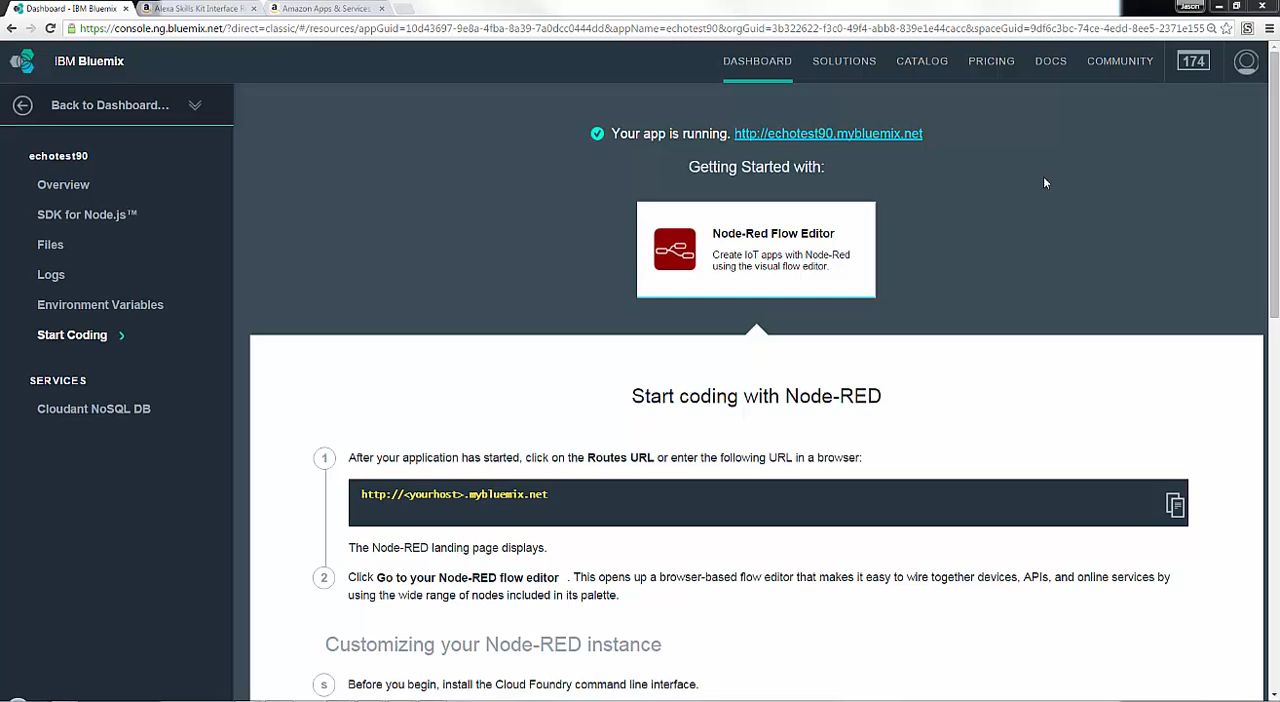 Dashboard - IBM Bluemix
Alexa Skills Kit Interface R
Amazon Apps & Services
Jason
https://console.ng.bluemix.net/?direct=classic/#/resources/appGuid=10d43697-9e8a-4fba-8a39-7a0dcc0444dd&appName=echotest90&orgGuid=3b322622-f3c0-49f4-abb8-839e1e44cacc&spaceGuid=9df6c3bc-74ce-4edd-8ee5-2371e155
IBM Bluemix
DASHBOARD SOLUTIONS CATALOG PRICING DOCS COMMUNITY 174
Back to Dashboard...
echotest90
Overview
SDK for Node.js™
Files
Logs
Environment Variables
Start Coding
SERVICES
Cloudant NoSQL DB
Your app is running. http://echotest90.mybluemix.net
Getting Started with:
Node-Red Flow Editor
Create IoT apps with Node-Red
using the visual flow editor.
Start coding with Node-RED
1 After your application has started, click on the Routes URL or enter the following URL in a browser:
http://<yourhost>.mybluemix.net
The Node-RED landing page displays.
2 Click Go to your Node-RED flow editor . This opens up a browser-based flow editor that makes it easy to wire together devices, APIs, and online services by
using the wide range of nodes included in its palette.
Customizing your Node-RED instance
s Before you begin, install the Cloud Foundry command line interface.